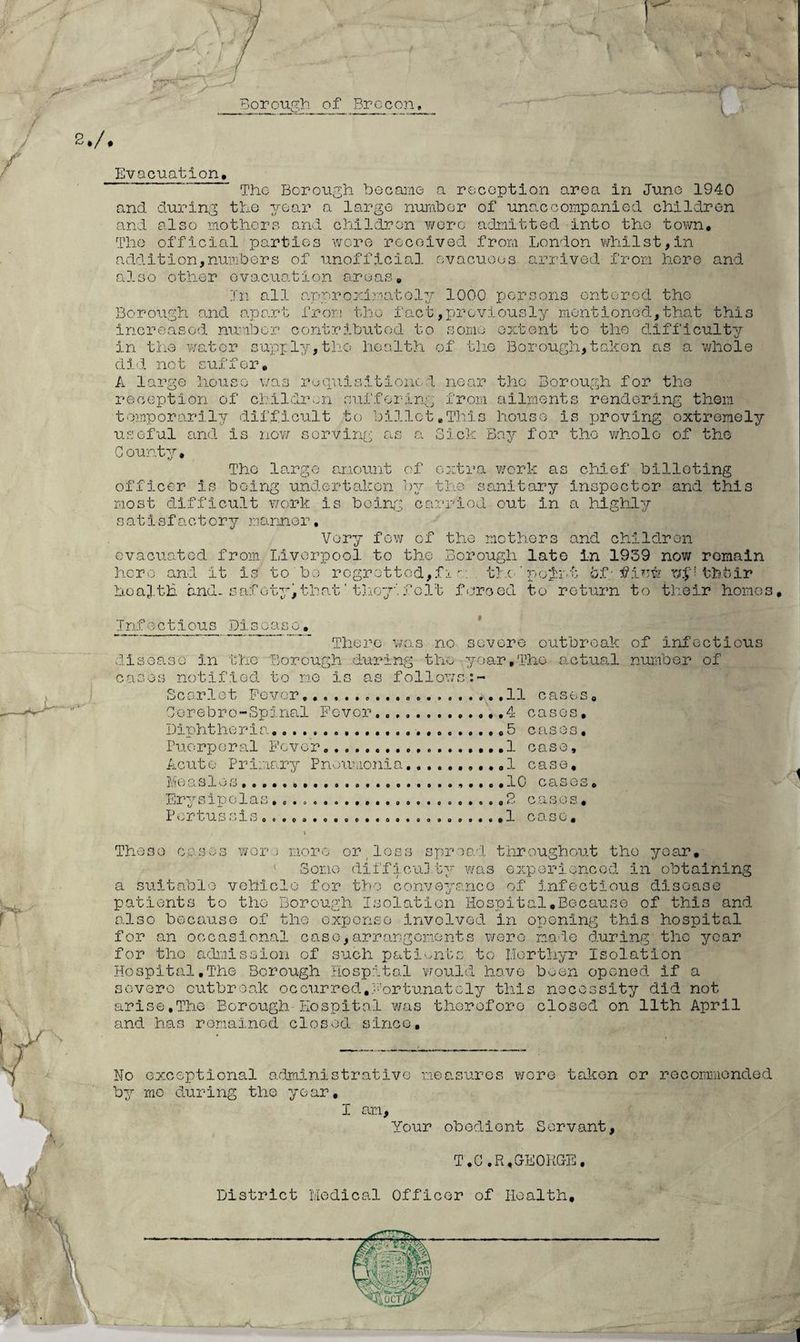 Borough of Brecon.
2./.
Evacuation.
The Borough became a reception area in June 1940
and during the year a large number of unaccompanied children
and also mothers and children were admitted into the town.
The official parties were received from London whilst,in
addition,numbers of unofficial evacuees arrived from here and
also other evacuation areas.
In all approximately 1000 persons entered the
Borough and apart from the fact,previously mentioned,that this
increased number contributed to some extent to the difficulty
in the water supply,the health of the Borough,taken as a whole
did not suffer.
A large house was requisitioned near the Borough for the
reception of children suffering from ailments rendering them
temporarily difficult to billet.This house is proving extremely
useful and is now serving as a Sick Bay for the whole of the
County.
The large amount of extra work as chief billeting
officer is being undertaken by the sanitary inspector and this
most difficult work is being carried out in a highly
satisfactory manner.
Very few of the mothers and children
evacuated from Liverpool to the Borough late in 1939 now remain
here and it is to be regretted, the point of of their
health and safety,that they felt forced to return to their homes.
Infectious Disease.
There was no severe outbreak of infectious
disease in the Borough during the year.The actual number of
cases notified to me is as follows:-
Scarlet Fever....................11 cases.
Cerebro-Spinal Fever.............4 cases.
Diphtheria.......................5 cases.
Puerperal Fever..................1 case,
Acute Primary Pneumonia..........1 case.
Measles..........................10 cases.
Erysipelas.......................2 cases.
Pertussis........................1 case.
These cases were more or less spread throughout the year.
Some difficulty was experienced in obtaining
a suitable vehicle for the conveyance of infectious disease
patients to the Borough Isolation Hospital.Because of this and
also because of the expense involved in opening this hospital
for an occasional case,arrangements were made during the year
for the admission of such patients to Merthyr Isolation
Hospital.The Borough Hospital would have been opened if a
severe outbreak occurred.Fortunately this necessity did not
arise.The Borough Hospital was therefore closed on 11th April
and has remained closed since.
No exceptional administrative measures were taken or recommended
by me during the year.
I am,
Your obedient Servant,
T.C.R.GEORGE.
District Medical Officer of Health.
OCT